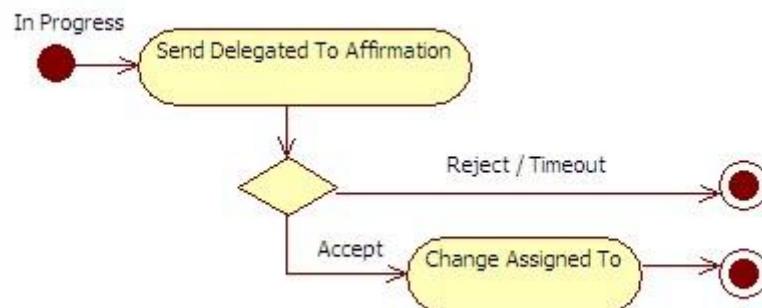 In Progress
Send Delegated To Affirmation
Reject / Timeout
Accept
Change Assigned To